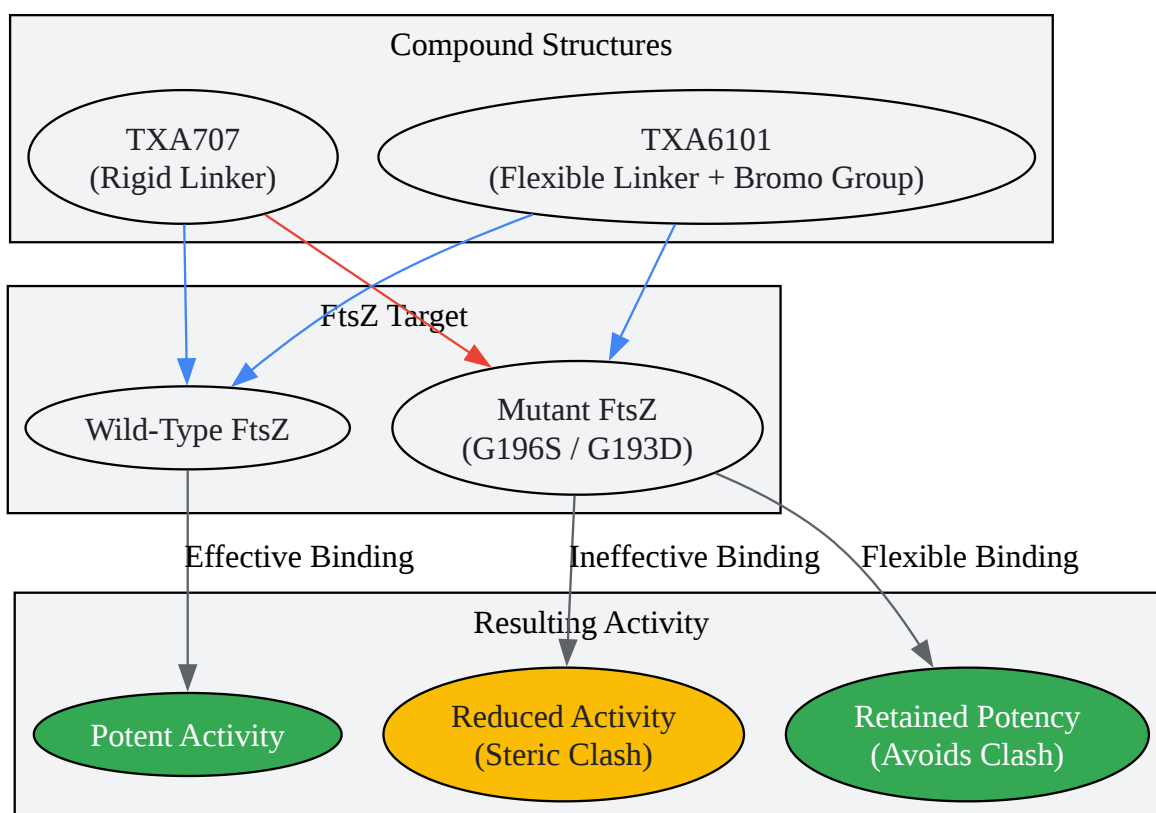 Compound Structures
TXA707
(Rigid Linker)
TXA6101
(Flexible Linker + Bromo Group)
FtsZ Target
Wild-Type FtsZ
Mutant FtsZ
(G196S / G193D)
Effective Binding
Ineffective Binding
Flexible Binding
Resulting Activity
Potent Activity
Reduced Activity
(Steric Clash)
Retained Potency
(Avoids Clash)